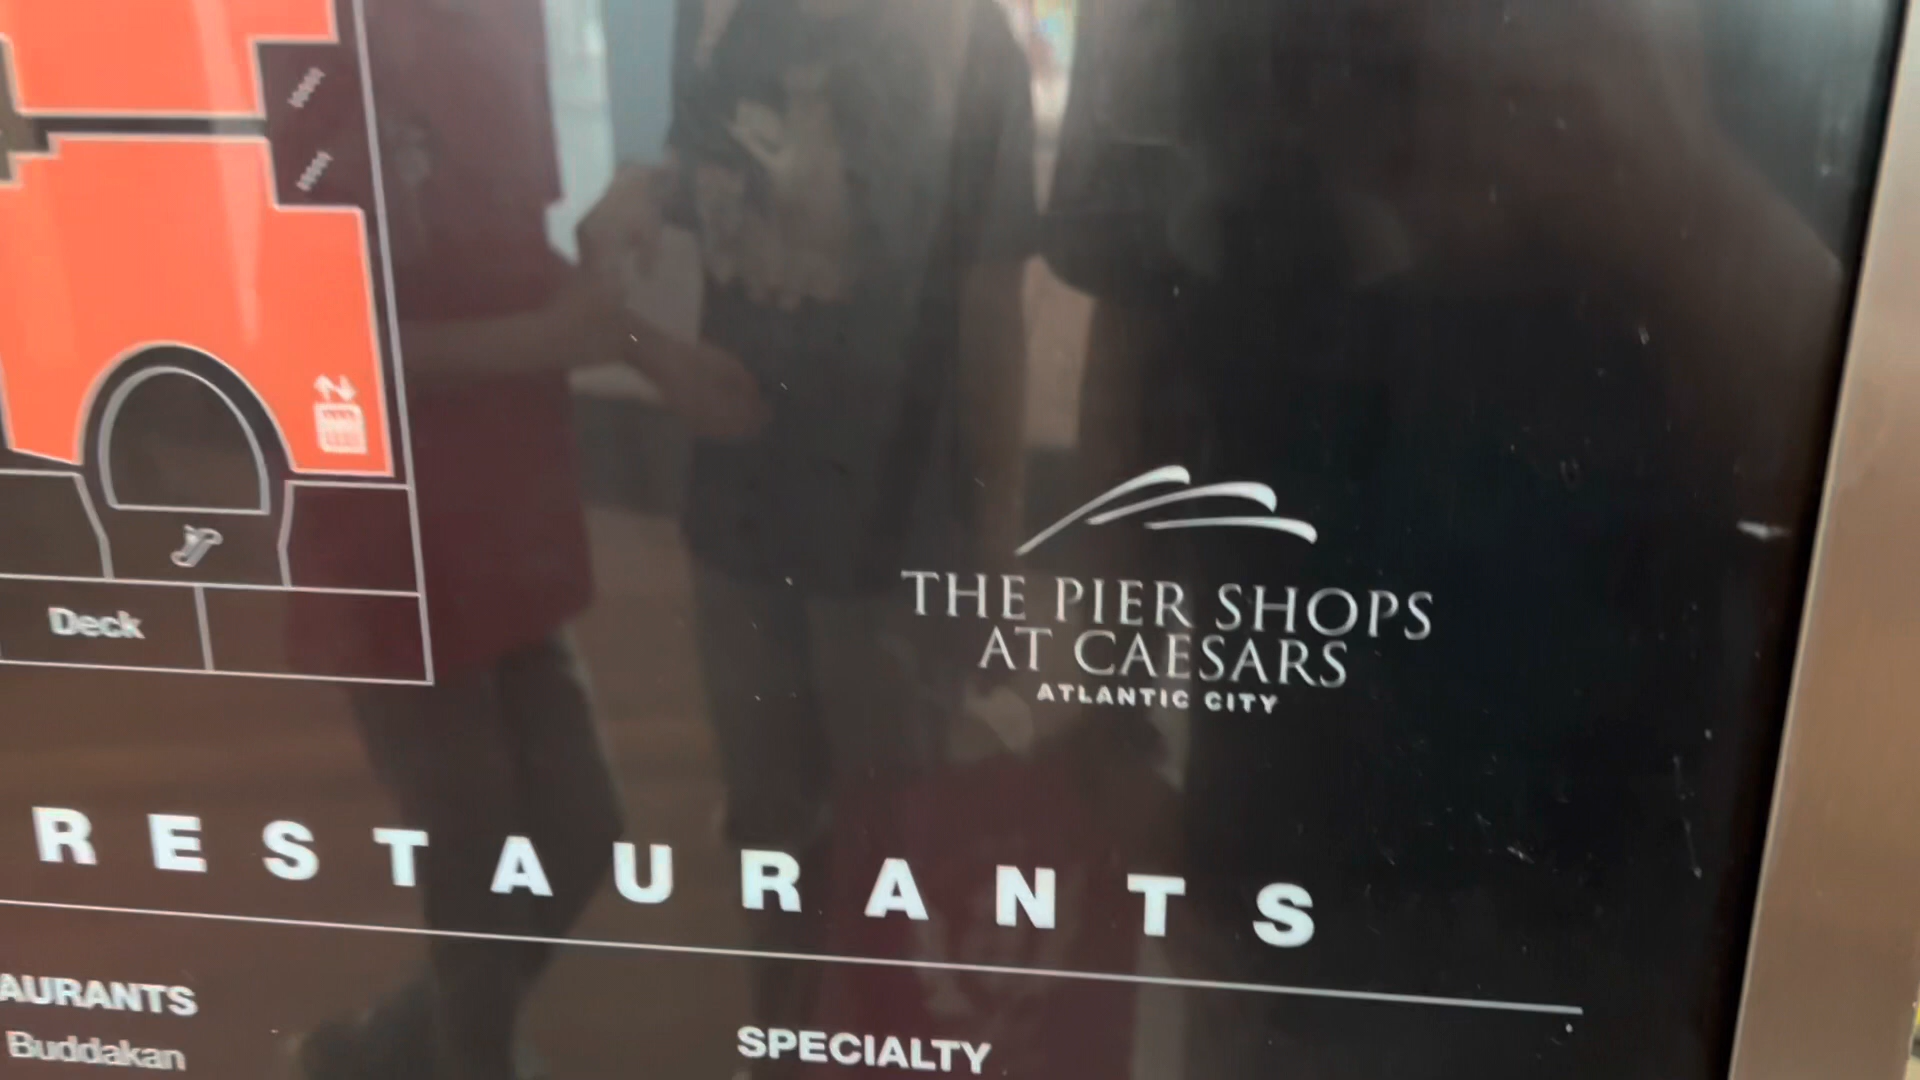 Deck
THE PIER SHOPS
AT CAESARS
ATLANTIC CITY
RESTAURANTS
AURANTS
Buddakan
SPECIALTY